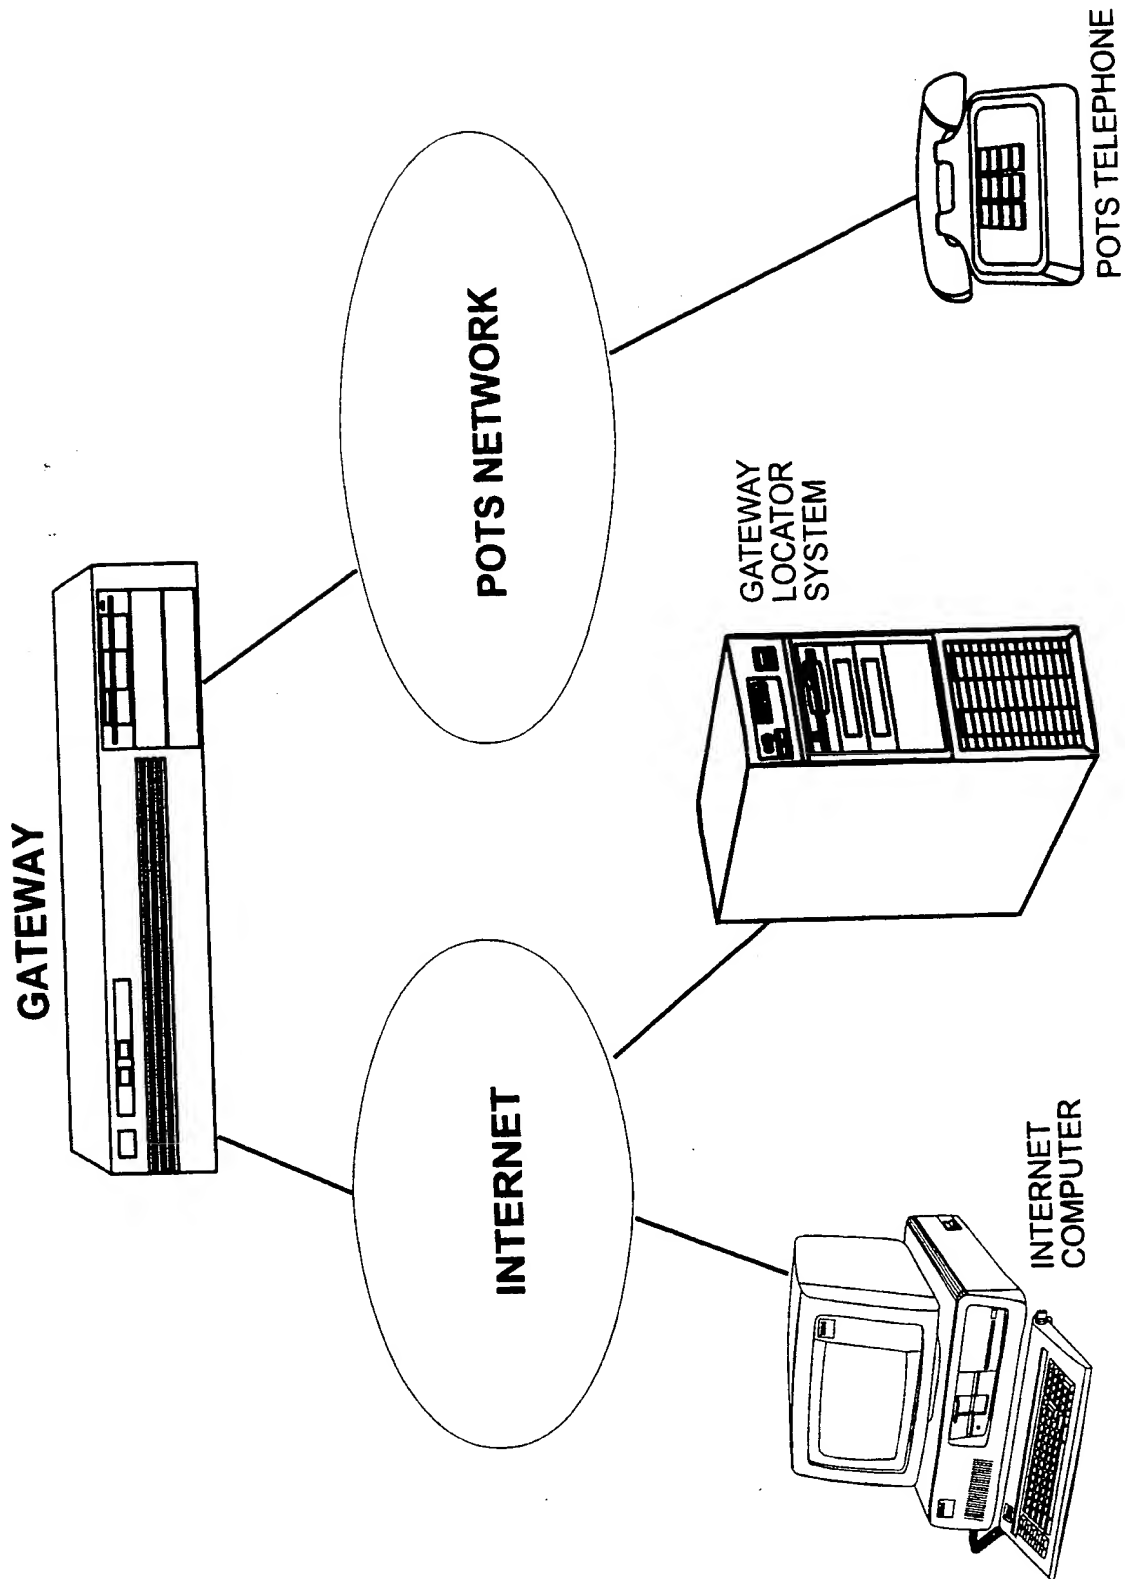 GATEWAY
INTERNET
POTS NETWORK
INTERNET
COMPUTER
GATEWAY
LOCATOR
SYSTEM
POTS TELEPHONE